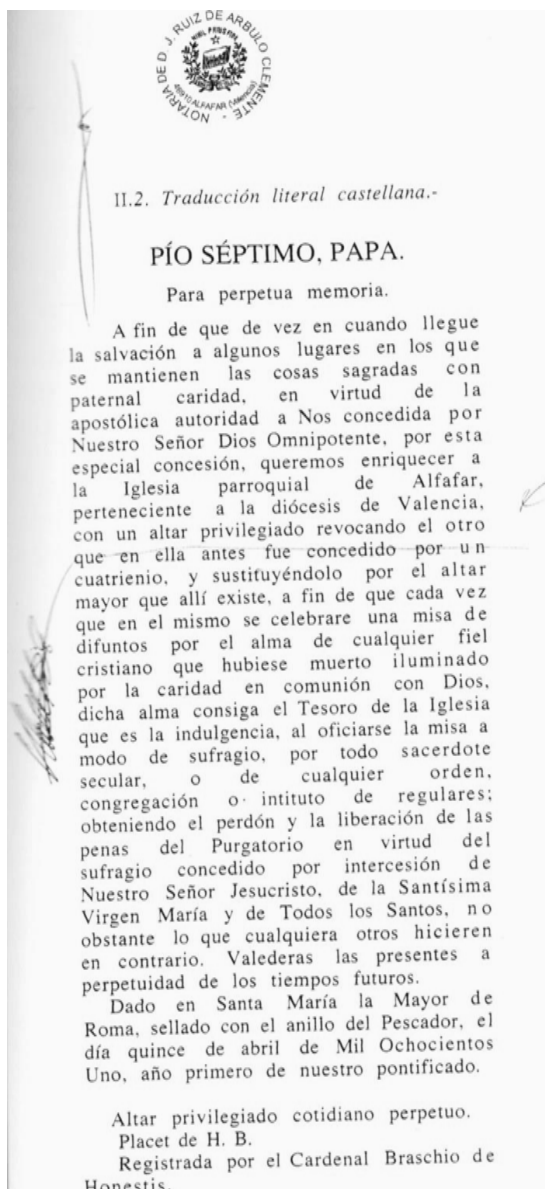 NOTARÍA DE D. J. RUIZ DE ARBULO CLEMENTE -
NIHIL PRIUS FIDE
46910 ALFAFAR (Valencia)
II.2. Traducción literal castellana.-
PÍO SÉPTIMO, PAPA.
Para perpetua memoria.
A fin de que de vez en cuando llegue
la salvación a algunos lugares en los que
se mantienen las cosas sagradas con
paternal caridad, en virtud de la
apostólica autoridad a Nos concedida por
Nuestro Señor Dios Omnipotente, por esta
especial concesión, queremos enriquecer a
la Iglesia parroquial de Alfafar,
perteneciente a la diócesis de Valencia,
con un altar privilegiado revocando el otro
que en ella antes fue concedido por un
cuatrienio, y sustituyéndolo por el altar
mayor que allí existe, a fin de que cada vez
que en el mismo se celebrare una misa de
difuntos por el alma de cualquier fiel
cristiano que hubiese muerto iluminado
por la caridad en comunión con Dios,
dicha alma consiga el Tesoro de la Iglesia
que es la indulgencia, al oficiarse la misa a
modo de sufragio, por todo sacerdote
secular, o de cualquier orden,
congregación o intituto de regulares;
obteniendo el perdón y la liberación de las
penas del Purgatorio en virtud del
sufragio concedido por intercesión de
Nuestro Señor Jesucristo, de la Santísima
Virgen María y de Todos los Santos, no
obstante lo que cualquiera otros hicieren
en contrario. Valederas las presentes a
perpetuidad de los tiempos futuros.
Dado en Santa María la Mayor de
Roma, sellado con el anillo del Pescador, el
día quince de abril de Mil Ochocientos
Uno, año primero de nuestro pontificado.
Altar privilegiado cotidiano perpetuo.
Placet de H. B.
Registrada por el Cardenal Braschio de
Honestis.